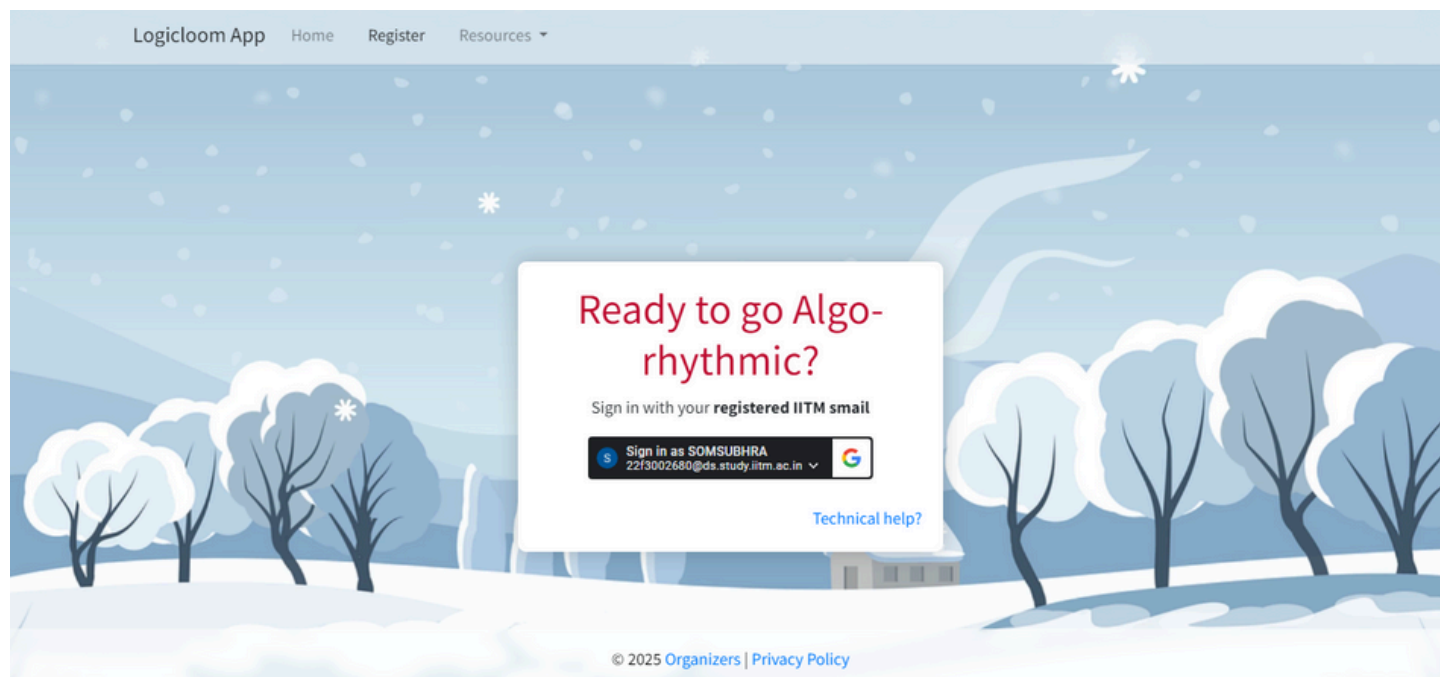 Logicloom App Home Register Resources
Ready to go Algo-
rhythmic?
Sign in with your registered IITM smail
S Sign in as SOMSUBHRA
22f3002680@ds.study.iitm.ac.in
Technical help?
© 2025 Organizers | Privacy Policy